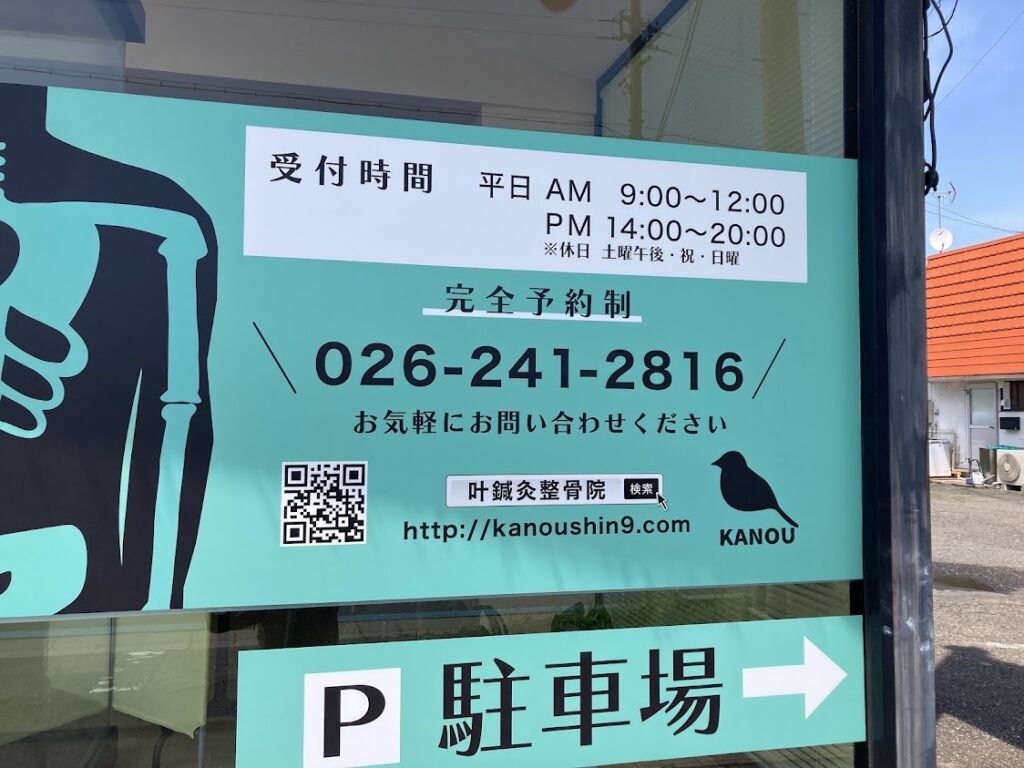 受付時間 平日 AM 9:00～12:00
PM 14:00～20:00
※休日 土曜午後・祝・日曜
完全予約制
026-241-2816
お気軽にお問い合わせください
叶鍼灸整骨院 検索
http://kanoushin9.com
KANOU
P 駐車場